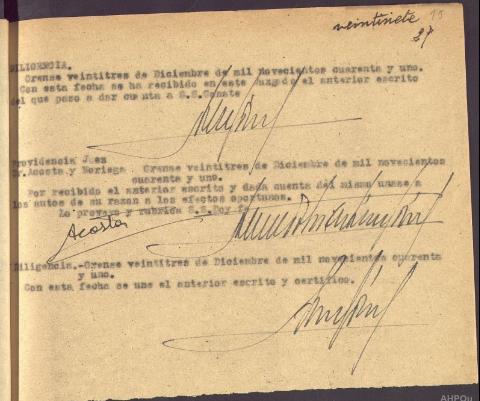 veintisiete 15
27
DILIGENCIA.
Orense veintitres de Diciembre de mil novecientos cuarenta y uno.
Con esta fecha se ha recibido en este Juzgado el anterior escrito
del que paso a dar cuenta a S.S. Conste
Providencia Juez
Sr. Acosta y Noriega. Orense veintitres de Diciembre de mil novecientos
cuarenta y uno.
Por recibido el anterior escrito y dada cuenta del mismo unase a
los autos de su razon a los efectos oportunos.
Lo proveyo y rubrica S.S. Doy fe
Acosta
Diligencia.-Orense veintitres de Diciembre de mil novecientos cuarenta
y uno.
Con esta fecha se une el anterior escrito y certifico.
AHPOu